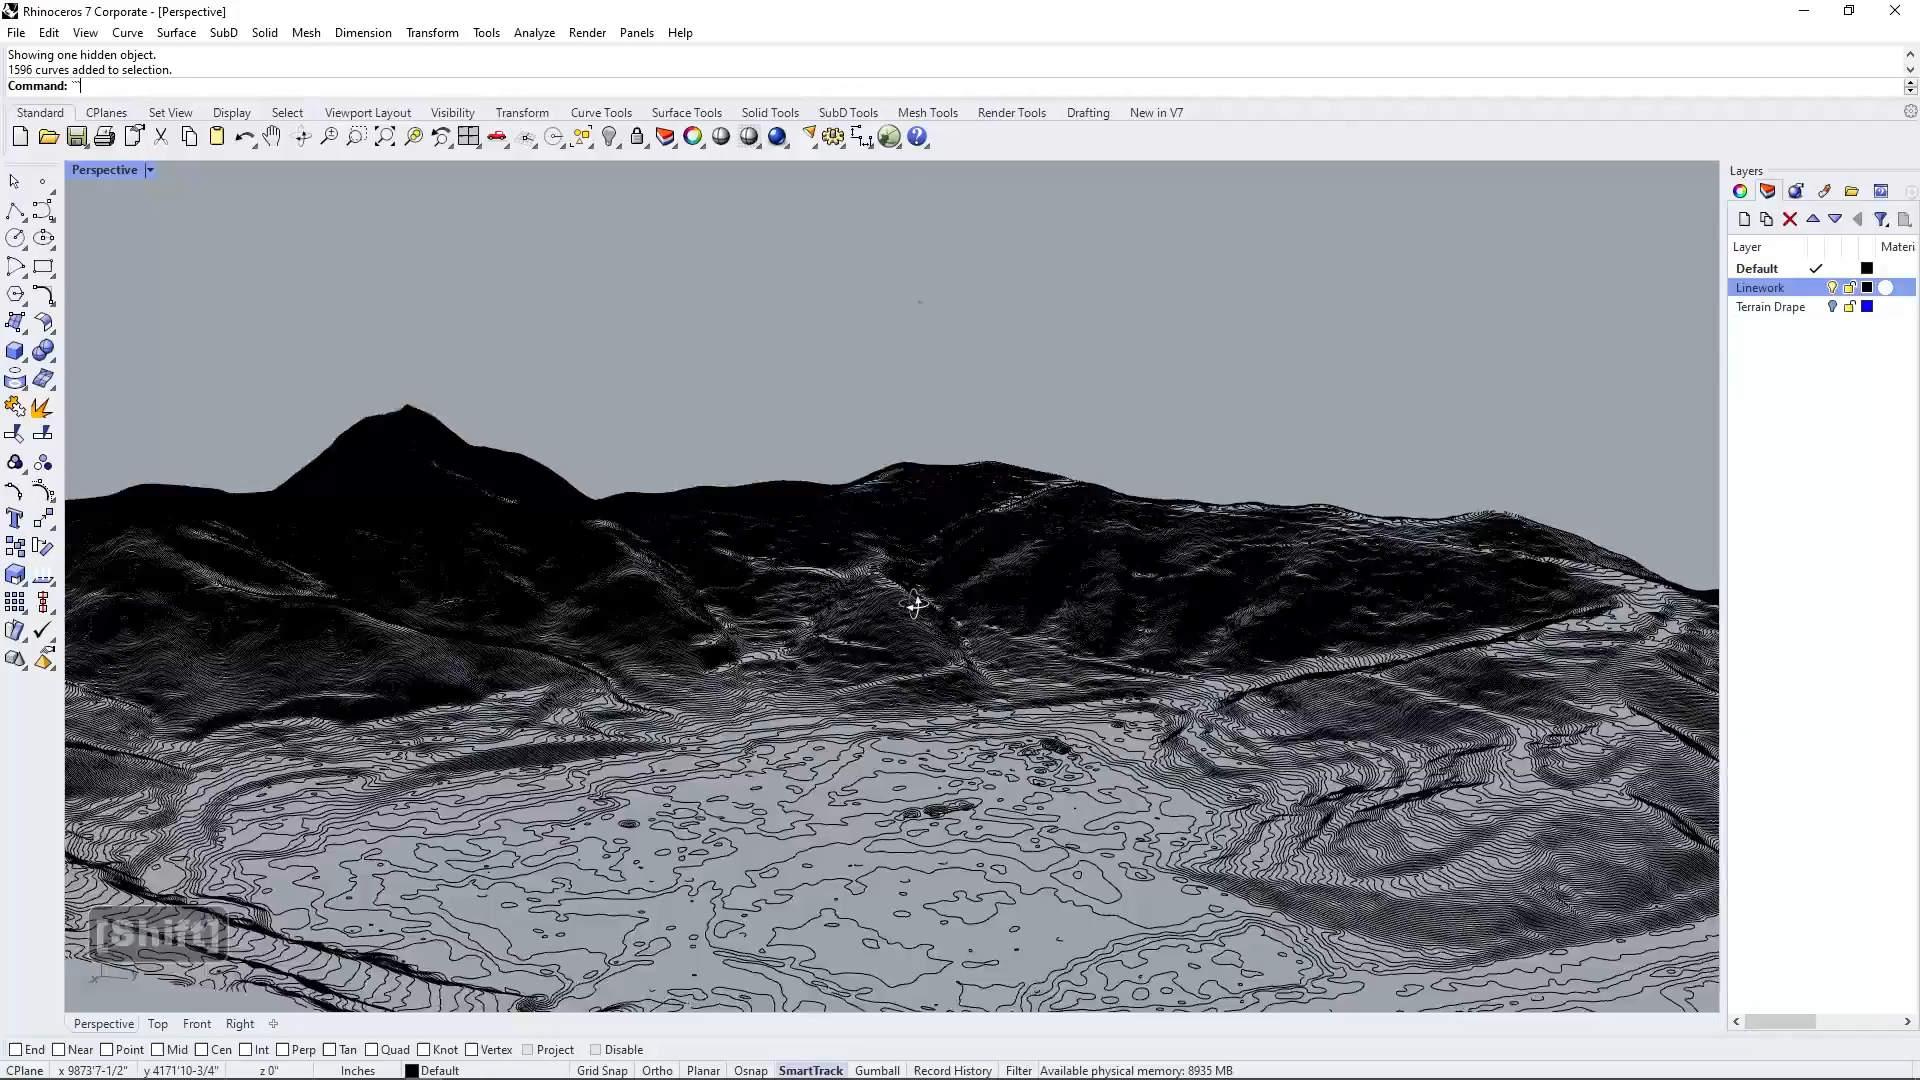 Rhinoceros 7 Corporate - [Perspective]
File Edit View Curve Surface SubD Solid Mesh Dimension Transform Tools Analyze Render Panels Help
Showing one hidden object.
1596 curves added to selection.
Command:
Standard CPlanes Set View Display Select Viewport Layout Visibility Transform Curve Tools Surface Tools Solid Tools SubD Tools Mesh Tools Render Tools Drafting New in V7
Perspective
Layers
Layer Materi
Default
Linework
Terrain Drape
[Shift]
Perspective Top Front Right
End Near Point Mid Cen Int Perp Tan Quad Knot Vertex Project Disable
CPlane x 9873'7-1/2" y 4171'10-3/4" z 0" Inches Default Grid Snap Ortho Planar Osnap SmartTrack Gumball Record History Filter Available physical memory: 8935 MB